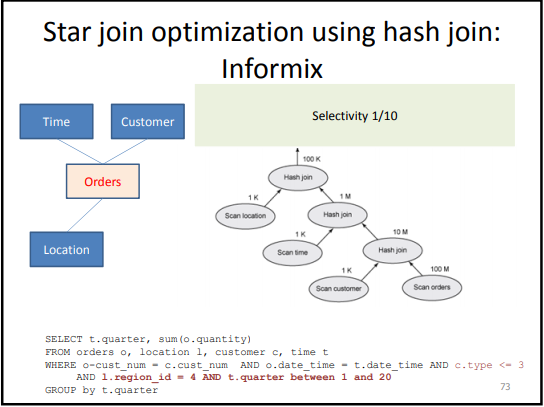 Star join optimization using hash join:
Informix
Selectivity 1/10
Time
Customer
Orders
Location
100 K
Hash join
1 K
1 M
Scan location
Hash join
1 K
10 M
Scan time
Hash join
1 K
100 M
Scan customer
Scan orders
SELECT t.quarter, sum(o.quantity)
FROM orders o, location l, customer c, time t
WHERE o-cust_num = c.cust_num AND o.date_time = t.date_time AND c.type <= 3
AND l.region_id = 4 AND t.quarter between 1 and 20
GROUP by t.quarter
73